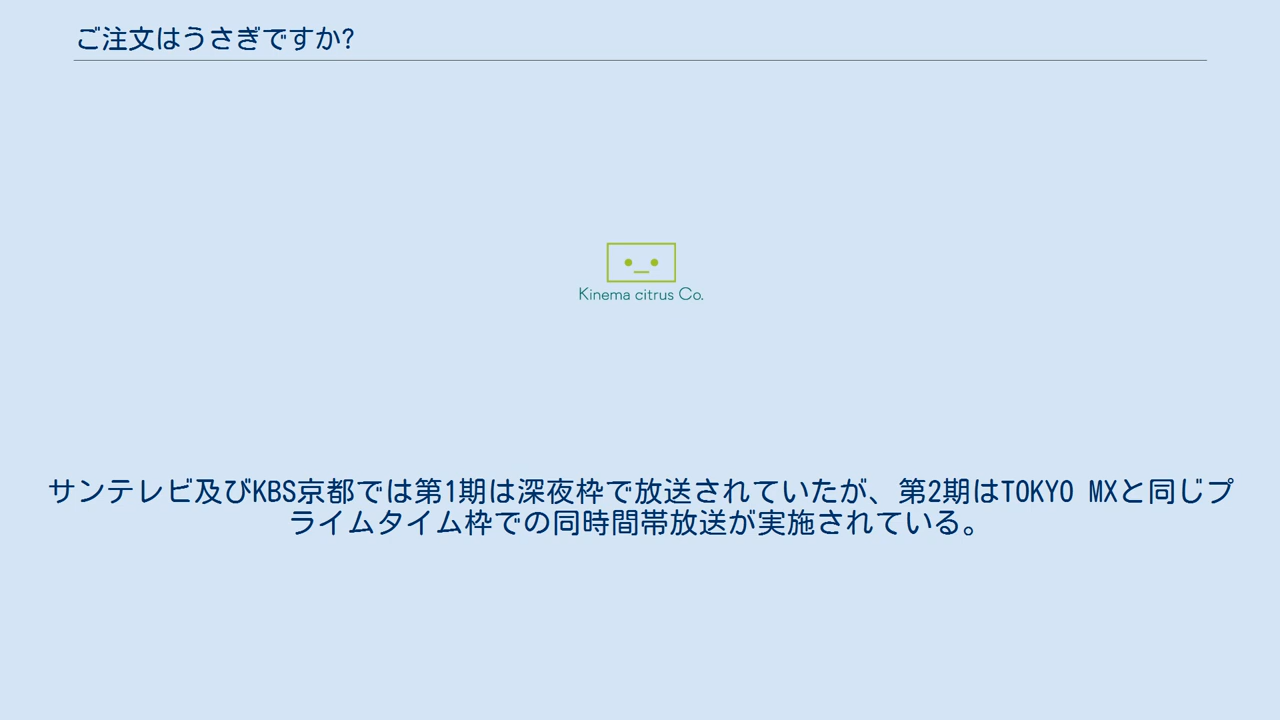 ご注文はうさぎですか?
Kinema citrus Co.
サンテレビ及びKBS京都では第1期は深夜枠で放送されていたが、第2期はTOKYO MXと同じプ
ライムタイム枠での同時間帯放送が実施されている。